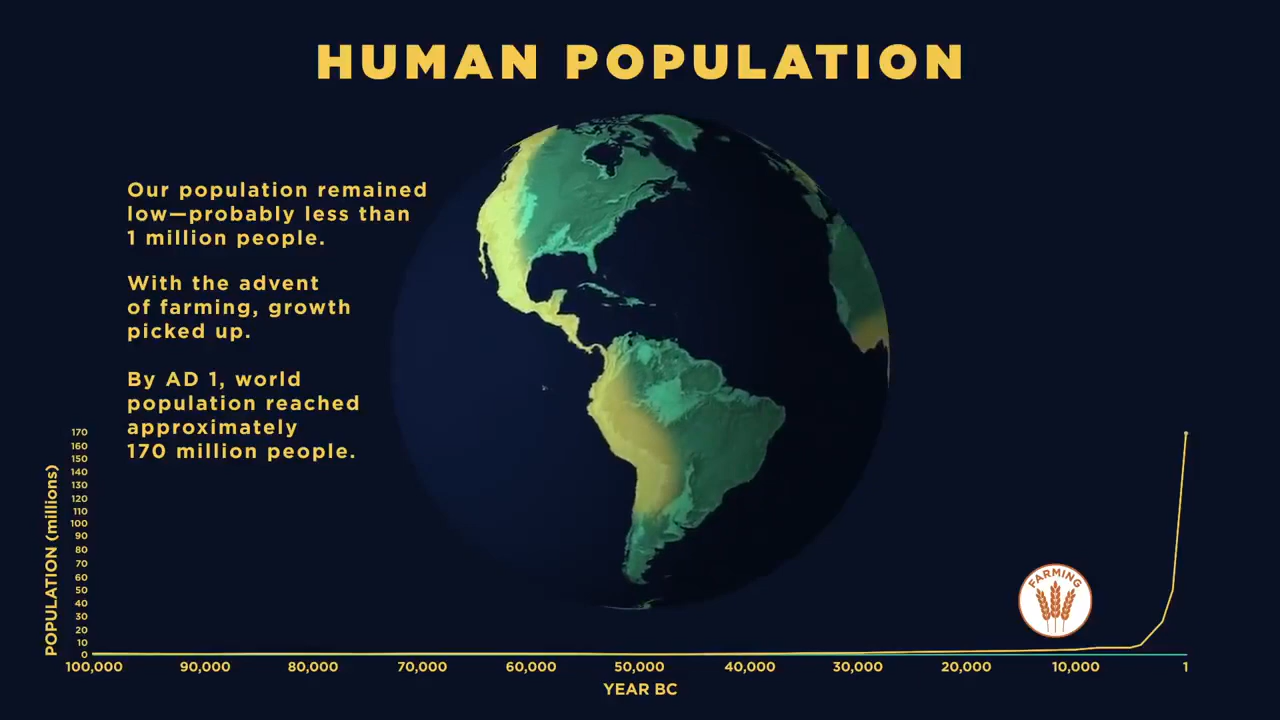 HUMAN POPULATION
Our population remained
low—probably less than
1 million people.
With the advent
of farming, growth
picked up.
By AD 1, world
population reached
approximately
170 million people.
POPULATION (millions)
170
160
150
140
130
120
110
100
90
80
70
60
50
40
30
20
10
0
FARMING
100,000 90,000 80,000 70,000 60,000 50,000 40,000 30,000 20,000 10,000 1
YEAR BC